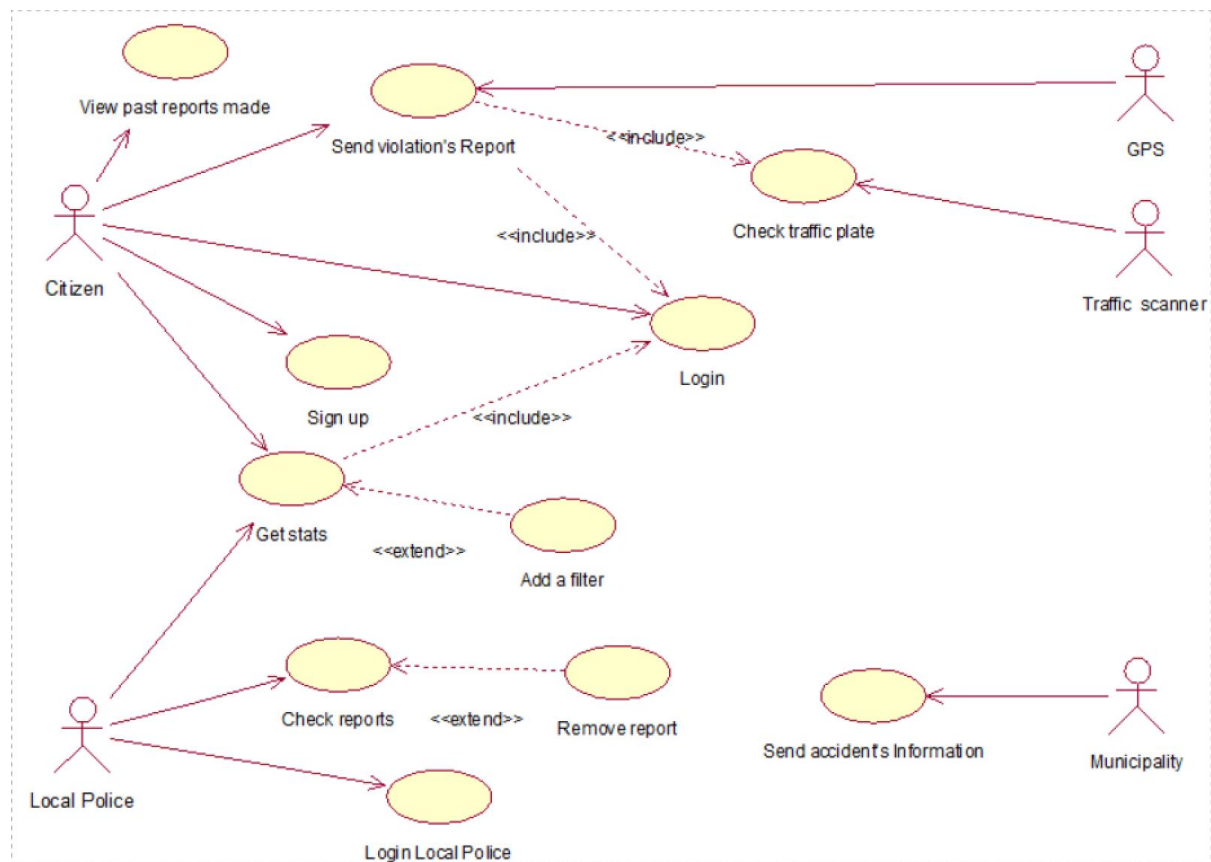 View past reports made
Send violation's Report
<<include>>
GPS
Check traffic plate
<<include>>
Citizen
Traffic scanner
Login
Sign up
<<include>>
Get stats
<<extend>>
Add a filter
Check reports
<<extend>>
Remove report
Send accident's Information
Municipality
Local Police
Login Local Police